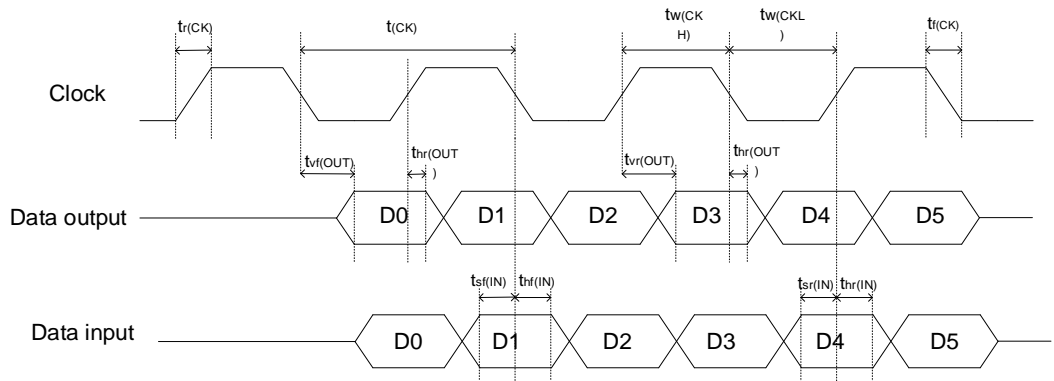 tr(CK)
t(CK)
tw(CK
H)
tw(CKL
)
tf(CK)
Clock
tvf(OUT)
thr(OUT
)
tvr(OUT)
thr(OUT
)
Data output
D0 D1 D2 D3 D4 D5
tsf(IN) thf(IN)
tsr(IN) thr(IN)
Data input
D0 D1 D2 D3 D4 D5